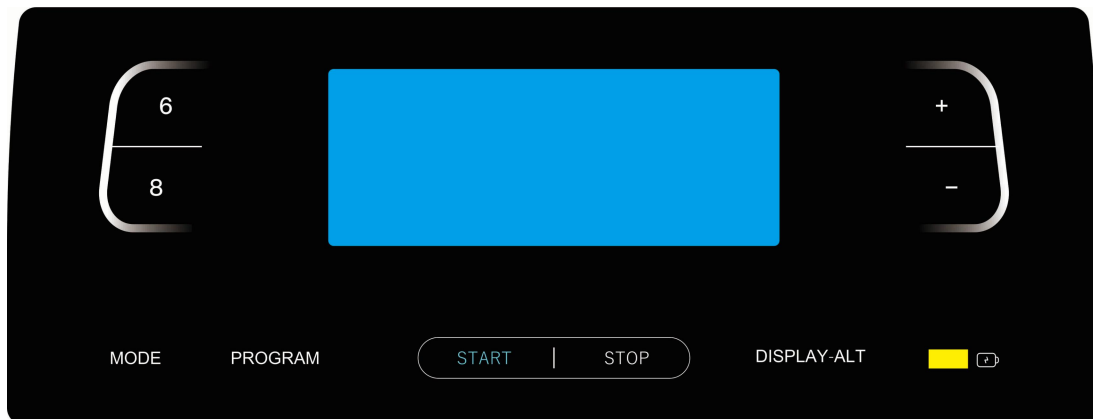 6
+
8
-
MODE PROGRAM START | STOP DISPLAY-ALT